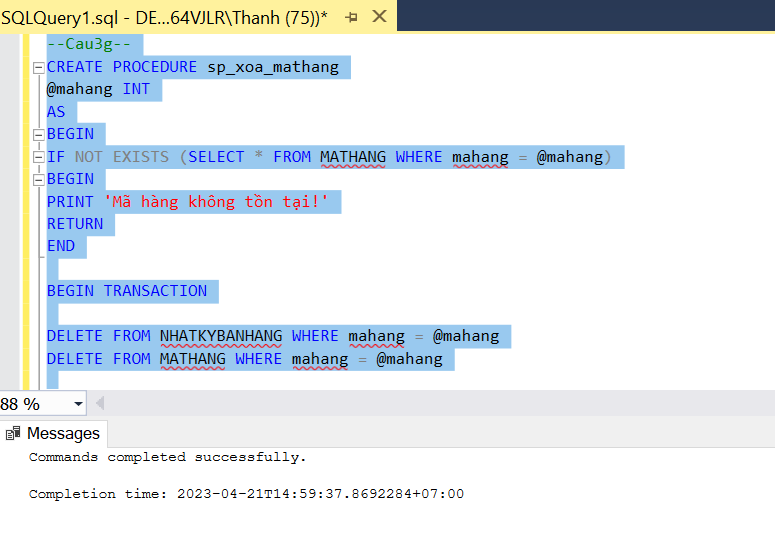 SQLQuery1.sql - DE...64VJLR\Thanh (75))*
--Cau3g--
CREATE PROCEDURE sp_xoa_mathang
@mahang INT
AS
BEGIN
IF NOT EXISTS (SELECT * FROM MATHANG WHERE mahang = @mahang)
BEGIN
PRINT 'Mã hàng không tồn tại!'
RETURN
END
BEGIN TRANSACTION
DELETE FROM NHATKYBANHANG WHERE mahang = @mahang
DELETE FROM MATHANG WHERE mahang = @mahang
88 %
Messages
Commands completed successfully.
Completion time: 2023-04-21T14:59:37.8692284+07:00